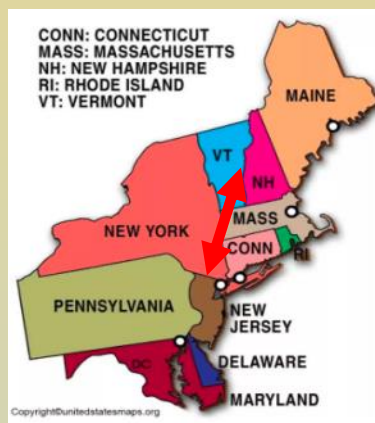 CONN: CONNECTICUT
MASS: MASSACHUSETTS
NH: NEW HAMPSHIRE
RI: RHODE ISLAND
VT: VERMONT
MAINE
VT
NH
MASS
NEW YORK
CONN
RI
PENNSYLVANIA
NEW
JERSEY
DC
DELAWARE
MARYLAND
Copyright©unitedstatesmaps.org